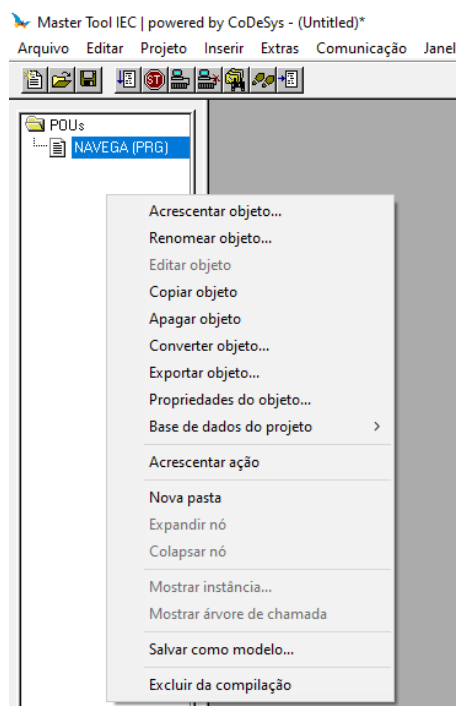 Master Tool IEC | powered by CoDeSys - (Untitled)*
Arquivo Editar Projeto Inserir Extras Comunicação Janel
POUs
NAVEGA (PRG)
Acrescentar objeto...
Renomear objeto...
Editar objeto
Copiar objeto
Apagar objeto
Converter objeto...
Exportar objeto...
Propriedades do objeto...
Base de dados do projeto
Acrescentar ação
Nova pasta
Expandir nó
Colapsar nó
Mostrar instância...
Mostrar árvore de chamada
Salvar como modelo...
Excluir da compilação